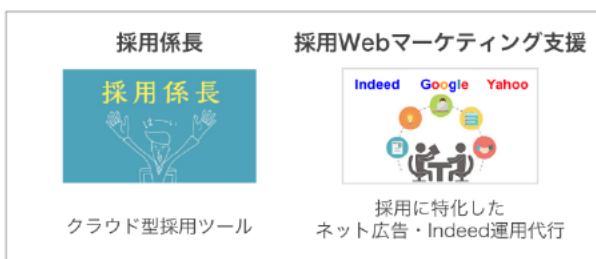 採用係長
採用Webマーケティング支援
採用係長
Indeed Google Yahoo
クラウド型採用ツール
採用に特化した
ネット広告・Indeed運用代行